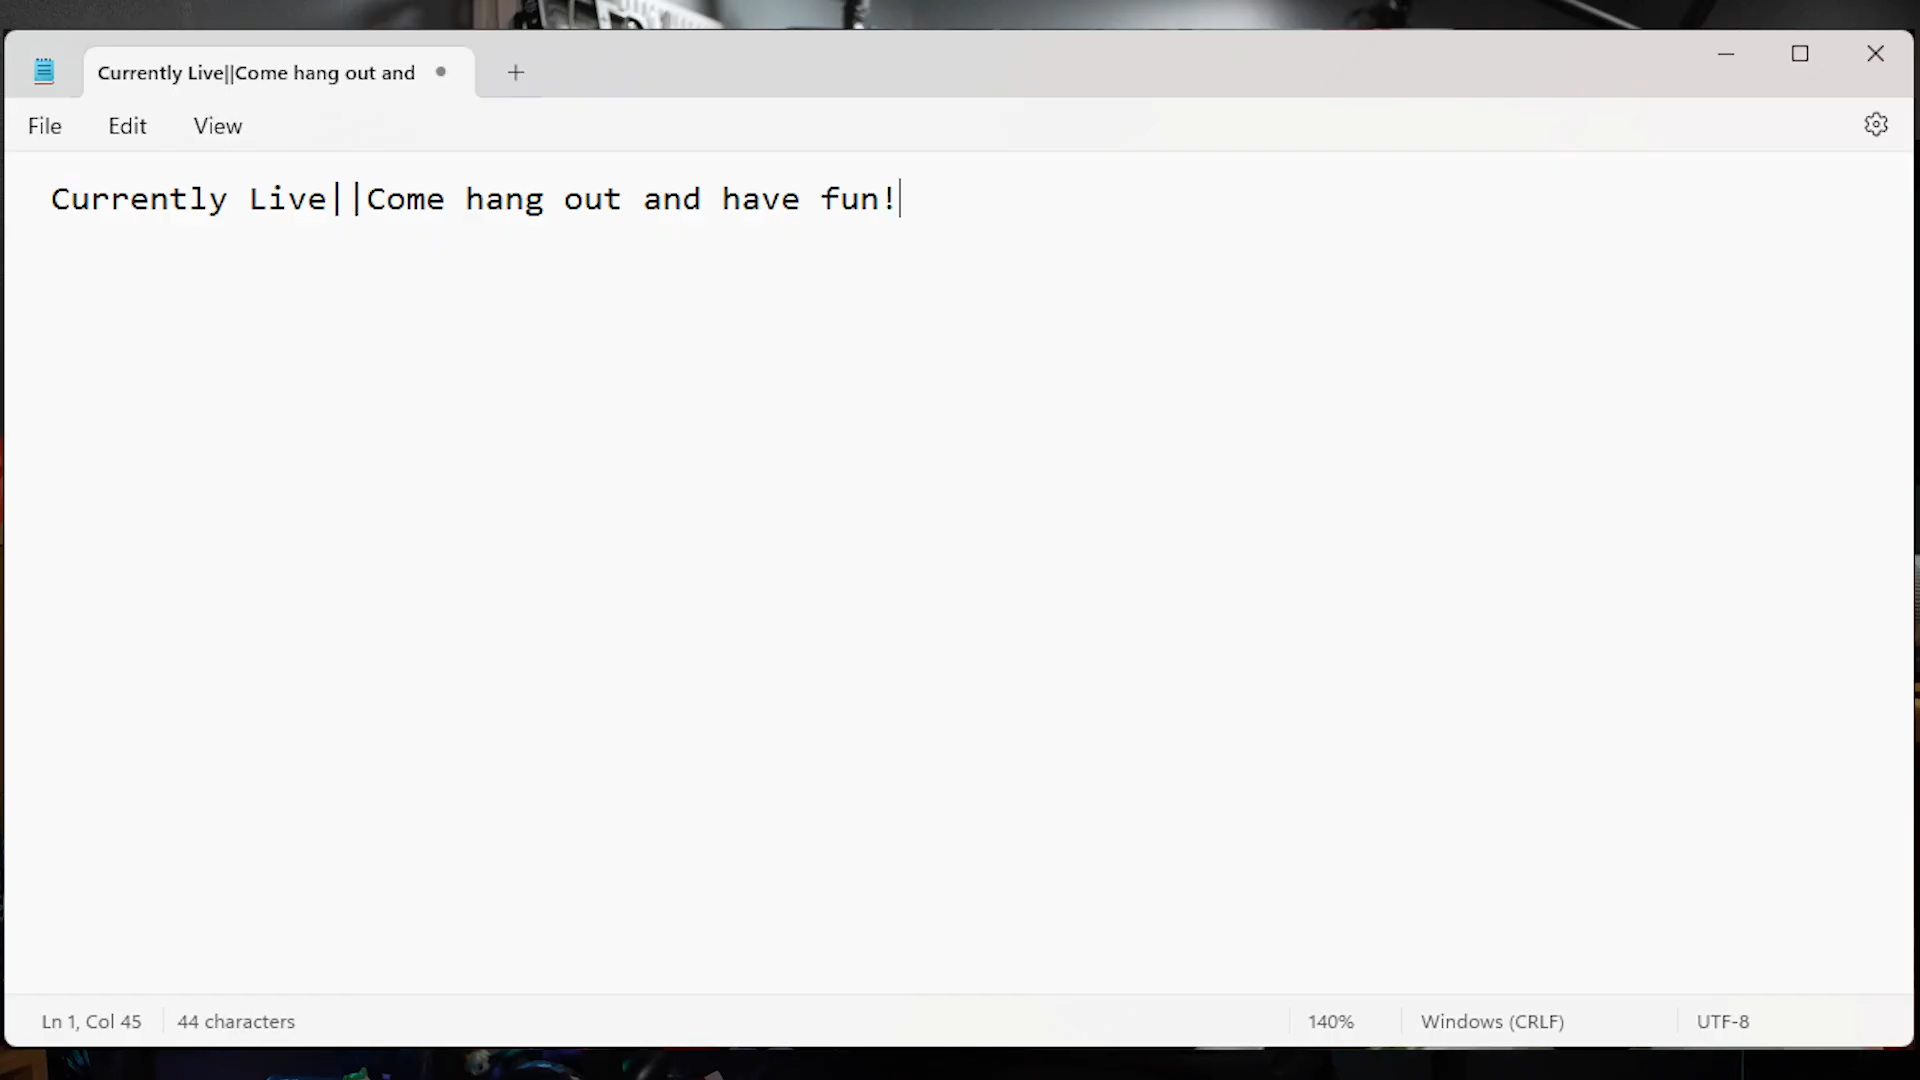 Currently Live||Come hang out and
File Edit View
Currently Live||Come hang out and have fun!
Ln 1, Col 45 44 characters 140% Windows (CRLF) UTF-8